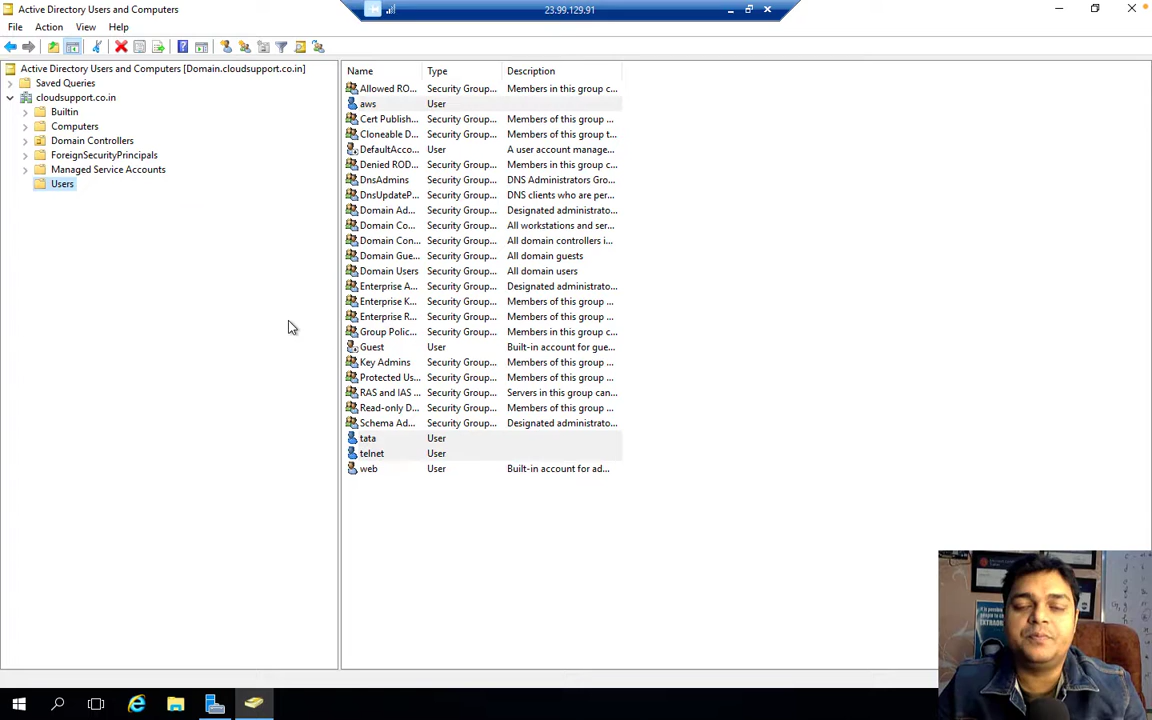 Active Directory Users and Computers
23.99.129.91
File Action View Help
Active Directory Users and Computers [Domain.cloudsupport.co.in]
Saved Queries
cloudsupport.co.in
Builtin
Computers
Domain Controllers
ForeignSecurityPrincipals
Managed Service Accounts
Users
Name Type Description
Allowed RO... Security Group... Members in this group c...
aws User
Cert Publish... Security Group... Members of this group ...
Cloneable D... Security Group... Members of this group t...
DefaultAcco... User A user account manage...
Denied ROD... Security Group... Members in this group c...
DnsAdmins Security Group... DNS Administrators Gro...
DnsUpdateP... Security Group... DNS clients who are per...
Domain Ad... Security Group... Designated administrato...
Domain Co... Security Group... All workstations and ser...
Domain Con... Security Group... All domain controllers i...
Domain Gue... Security Group... All domain guests
Domain Users Security Group... All domain users
Enterprise A... Security Group... Designated administrato...
Enterprise K... Security Group... Members of this group ...
Enterprise R... Security Group... Members of this group ...
Group Polic... Security Group... Members in this group c...
Guest User Built-in account for gue...
Key Admins Security Group... Members of this group ...
Protected Us... Security Group... Members of this group ...
RAS and IAS ... Security Group... Servers in this group can...
Read-only D... Security Group... Members of this group ...
Schema Ad... Security Group... Designated administrato...
tata User
telnet User
web User Built-in account for ad...